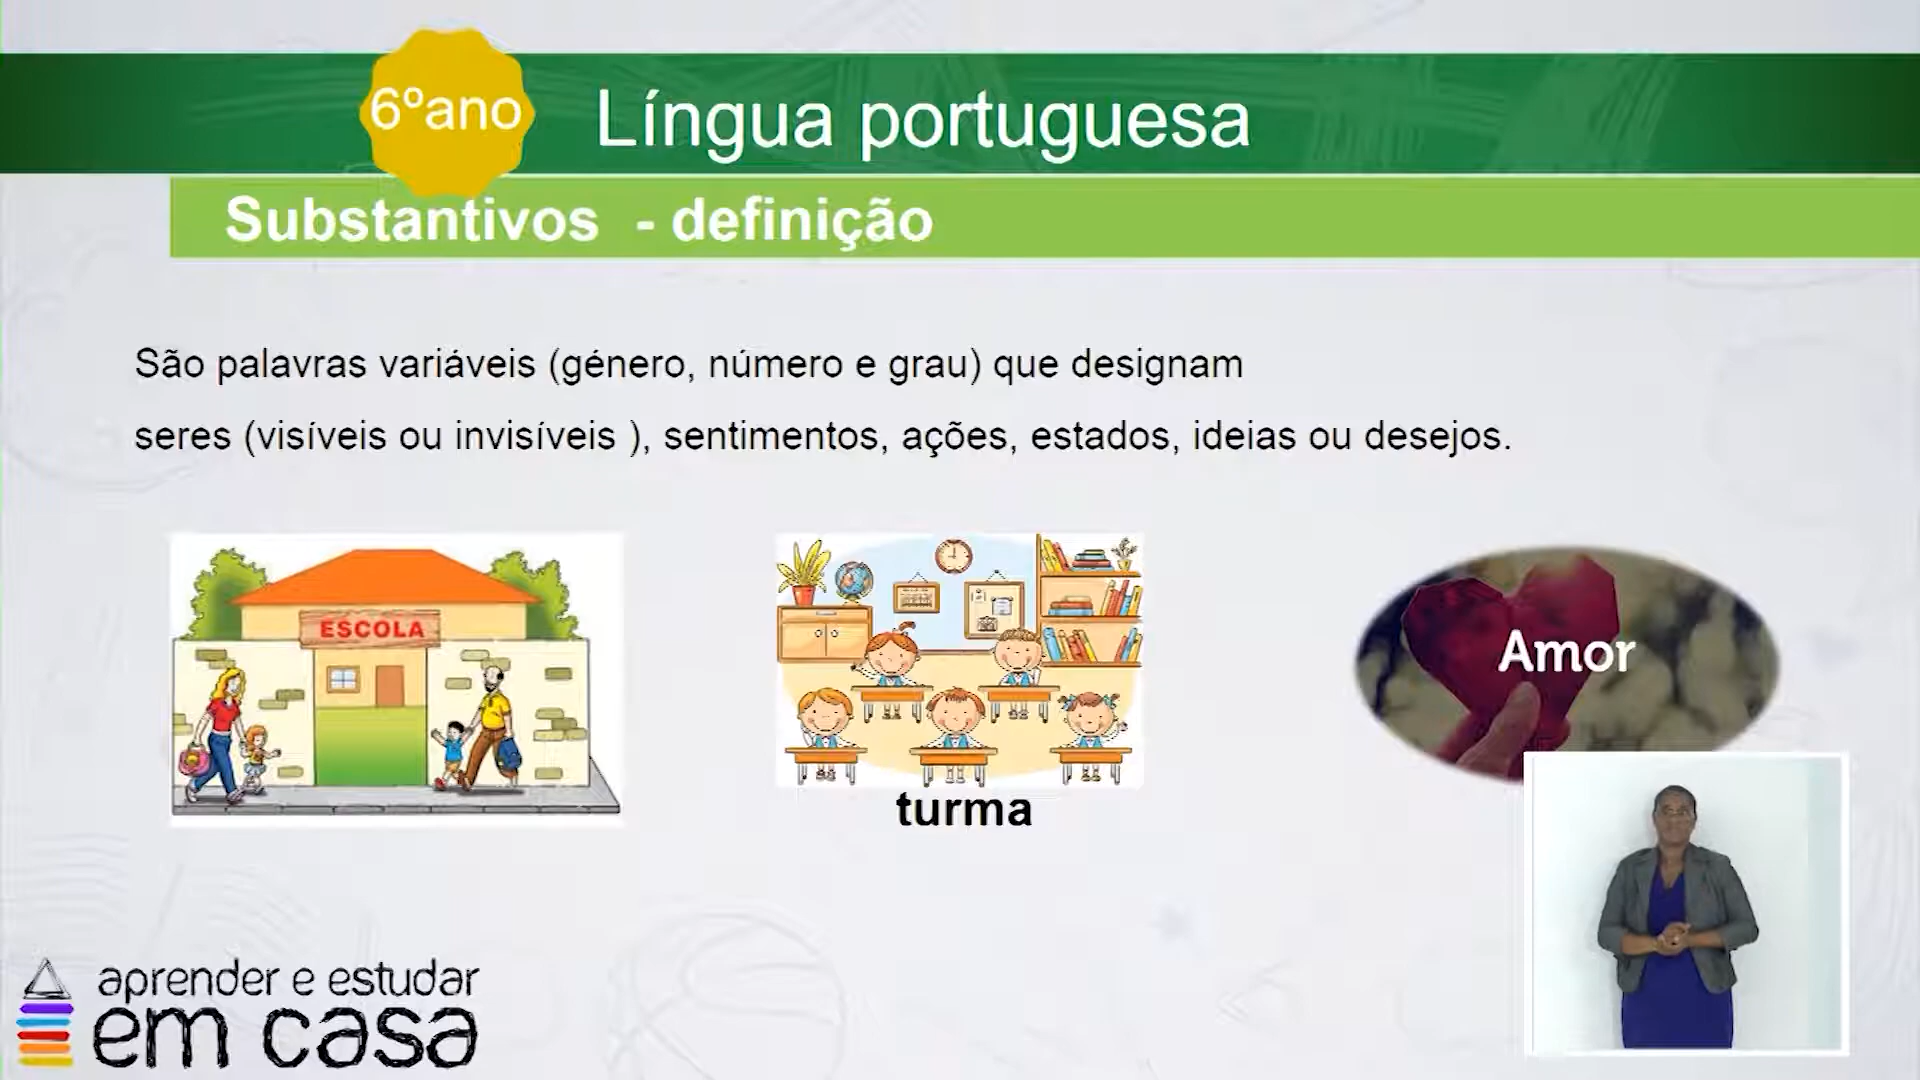 6ºano
Língua portuguesa
Substantivos - definição
São palavras variáveis (género, número e grau) que designam
seres (visíveis ou invisíveis ), sentimentos, ações, estados, ideias ou desejos.
ESCOLA
turma
Amor
aprender e estudar
em casa